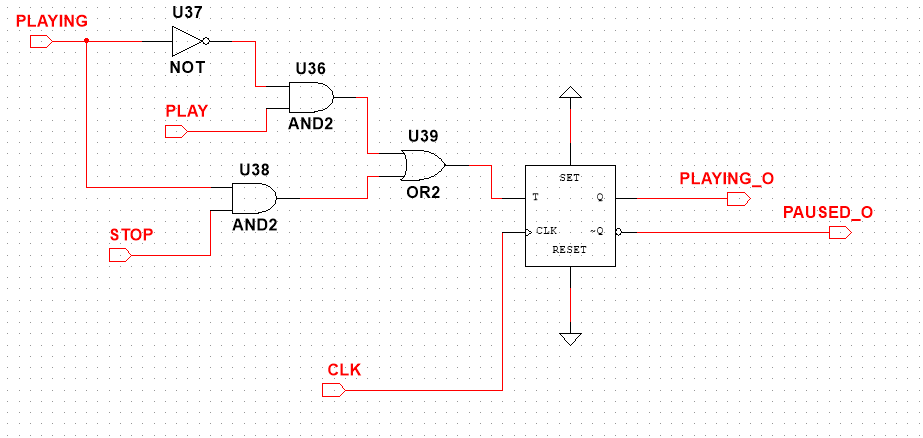 U37
PLAYING
NOT
U36
PLAY
AND2
U39
U38
OR2
AND2
SET
PLAYING_O
T
Q
PAUSED_O
STOP
CLK
~Q
RESET
CLK